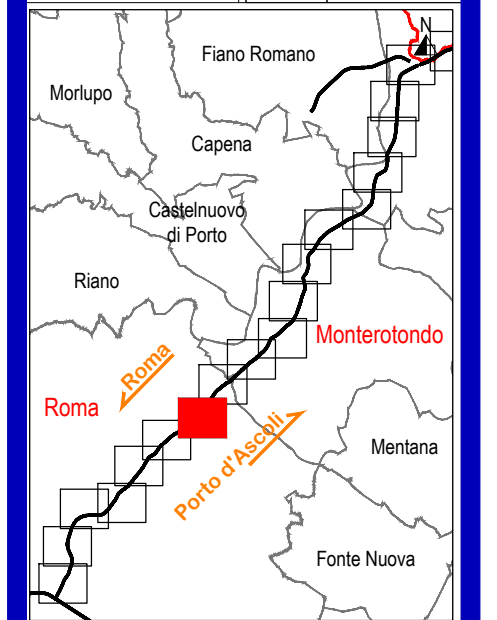 N
Fiano Romano
Morlupo
Capena
Castelnuovo
di Porto
Riano
Monterotondo
Roma
Roma
Porto d'Ascoli
Mentana
Fonte Nuova